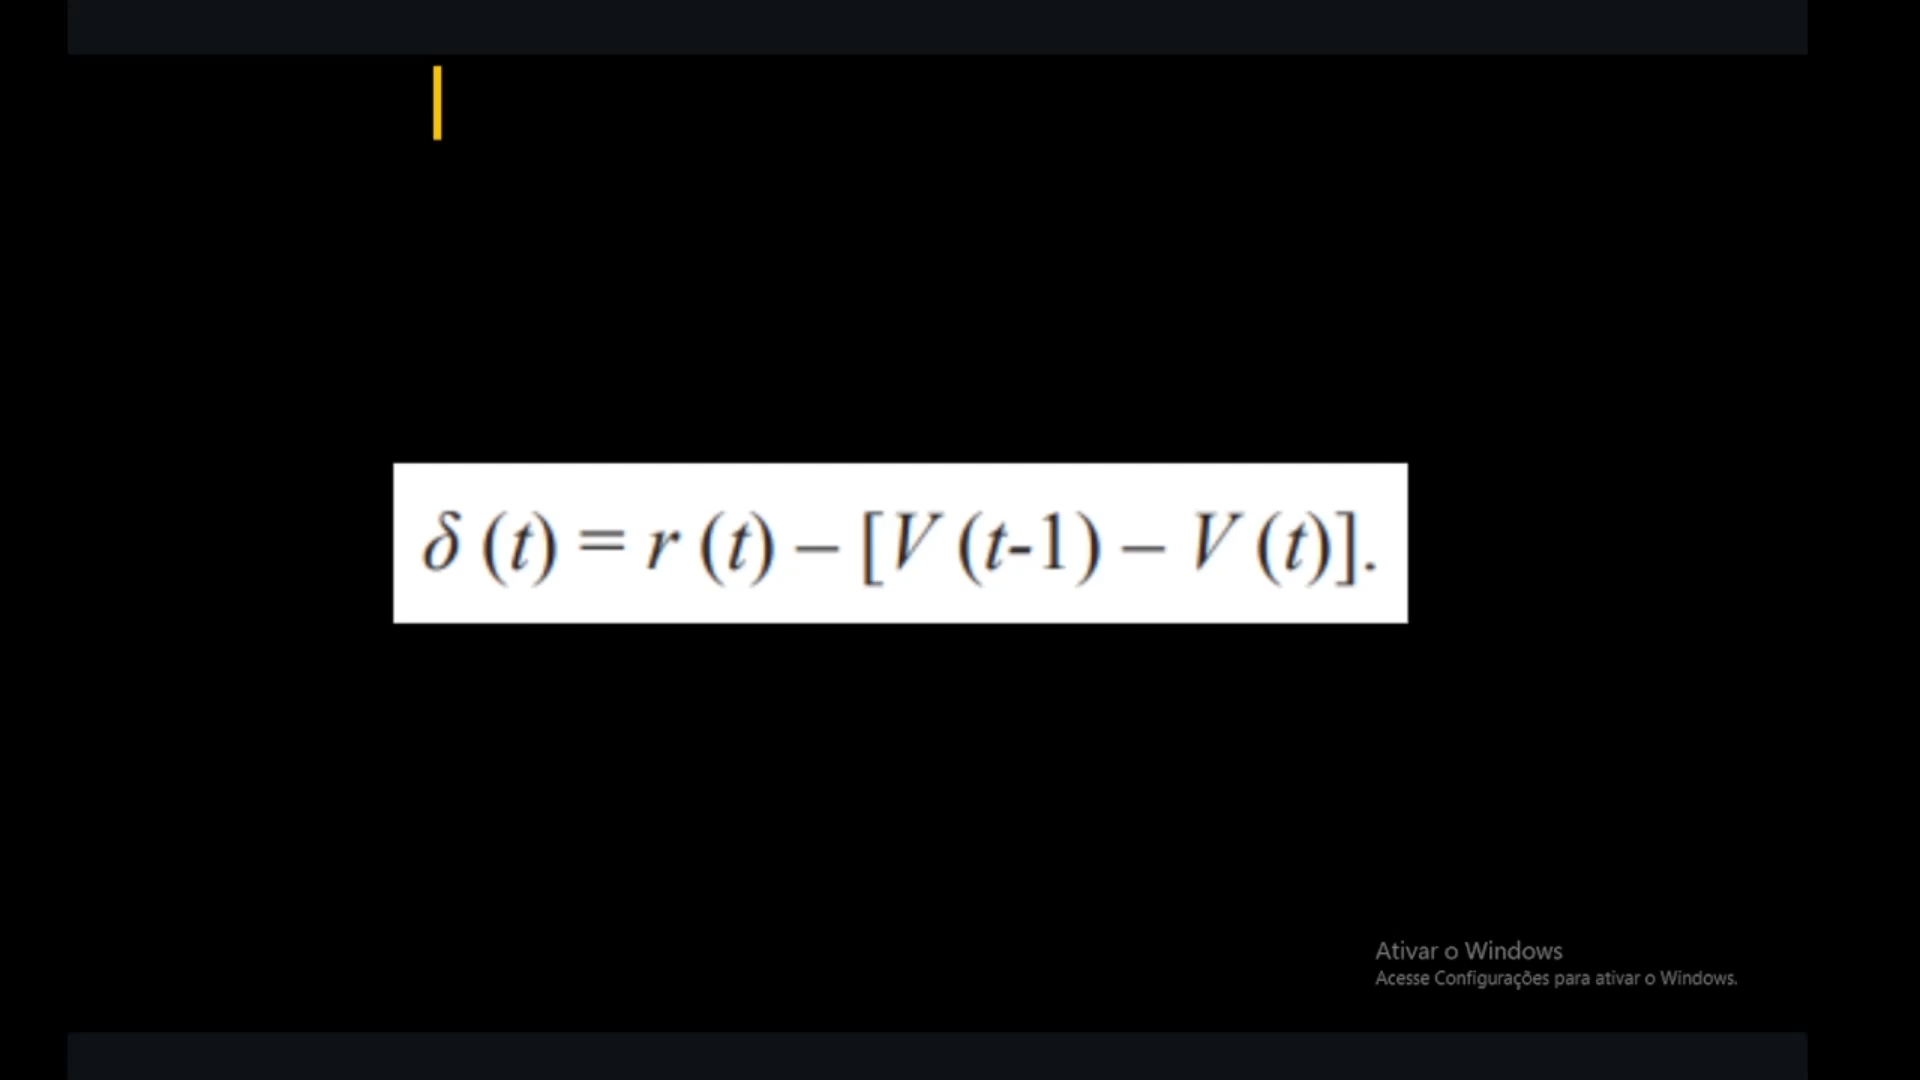 δ (t) = r (t) – [V (t-1) – V (t)].
Ativar o Windows
Acesse Configurações para ativar o Windows.